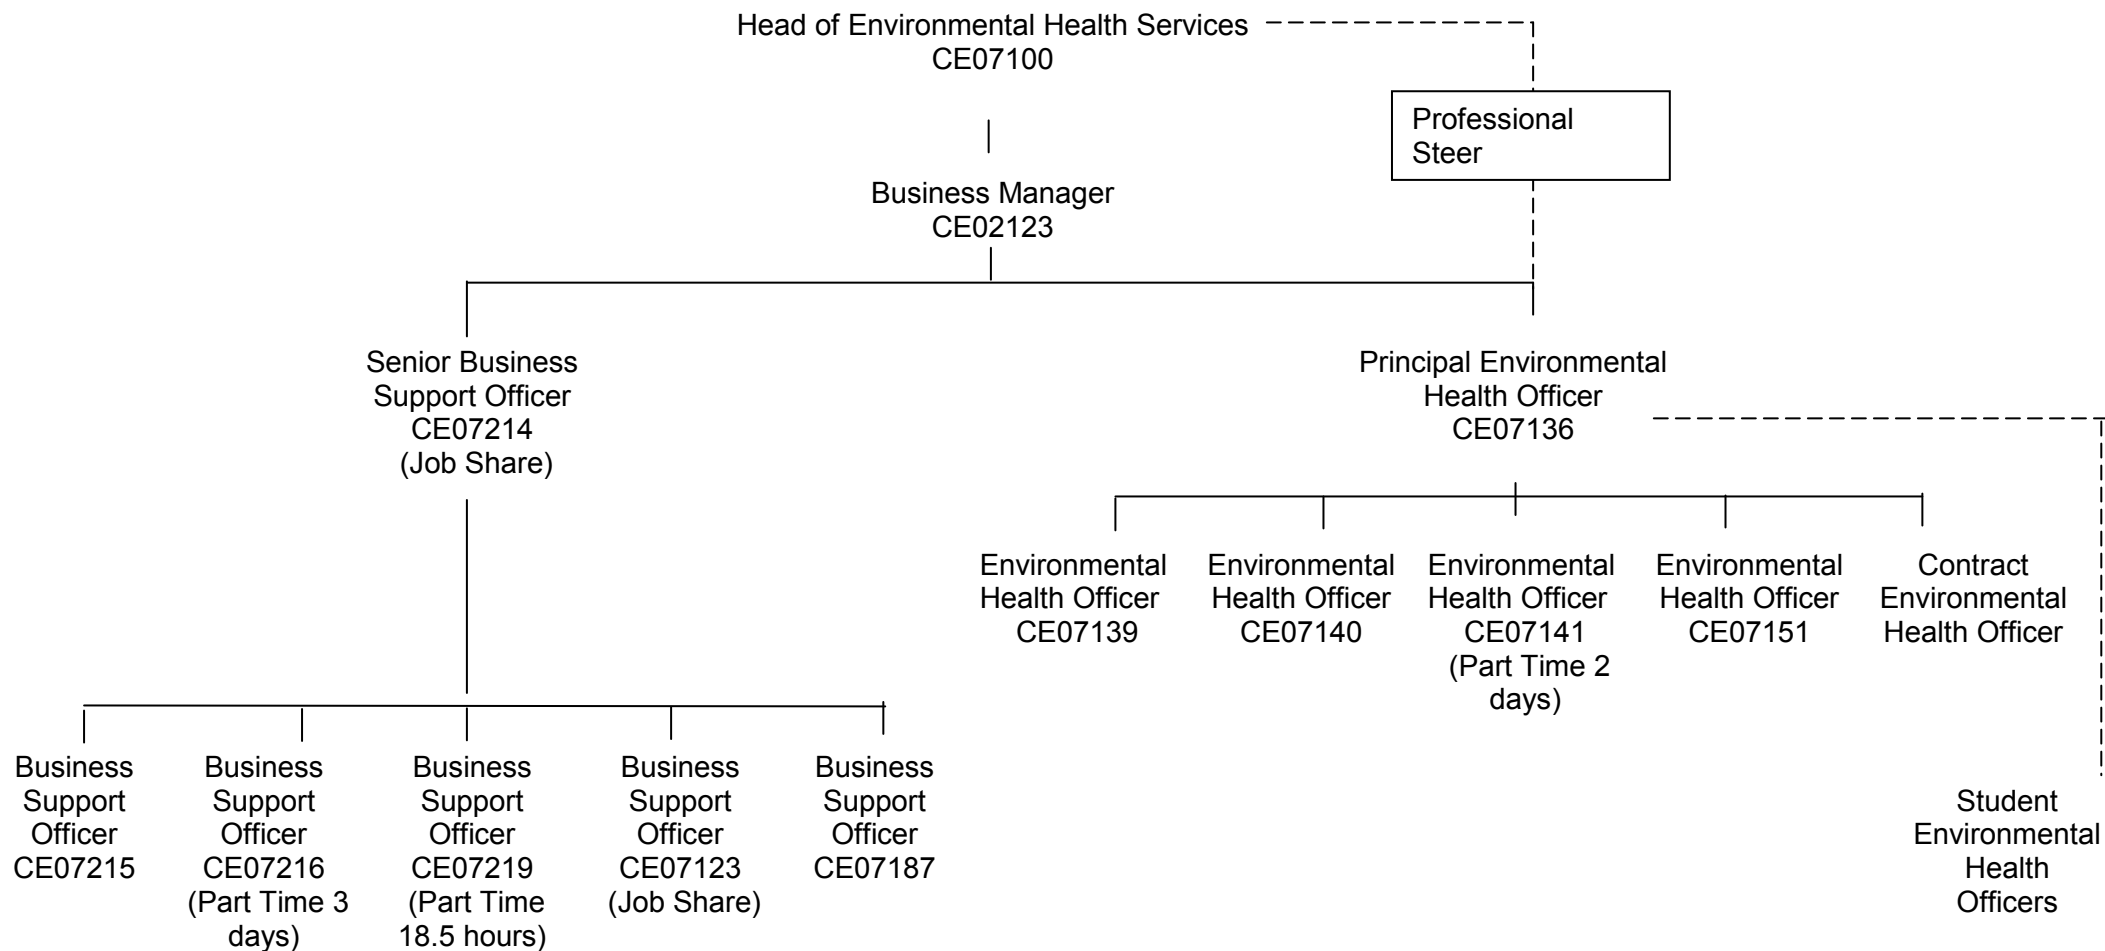 Head of Environmental Health Services
CE07100
Professional
Steer
Business Manager
CE02123
Senior Business
Support Officer
CE07214
(Job Share)
Principal Environmental
Health Officer
CE07136
Environmental
Health Officer
CE07139
Environmental
Health Officer
CE07140
Environmental
Health Officer
CE07141
(Part Time 2
days)
Environmental
Health Officer
CE07151
Contract
Environmental
Health Officer
Business
Support
Officer
CE07215
Business
Support
Officer
CE07216
(Part Time 3
days)
Business
Support
Officer
CE07219
(Part Time
18.5 hours)
Business
Support
Officer
CE07123
(Job Share)
Business
Support
Officer
CE07187
Student
Environmental
Health
Officers